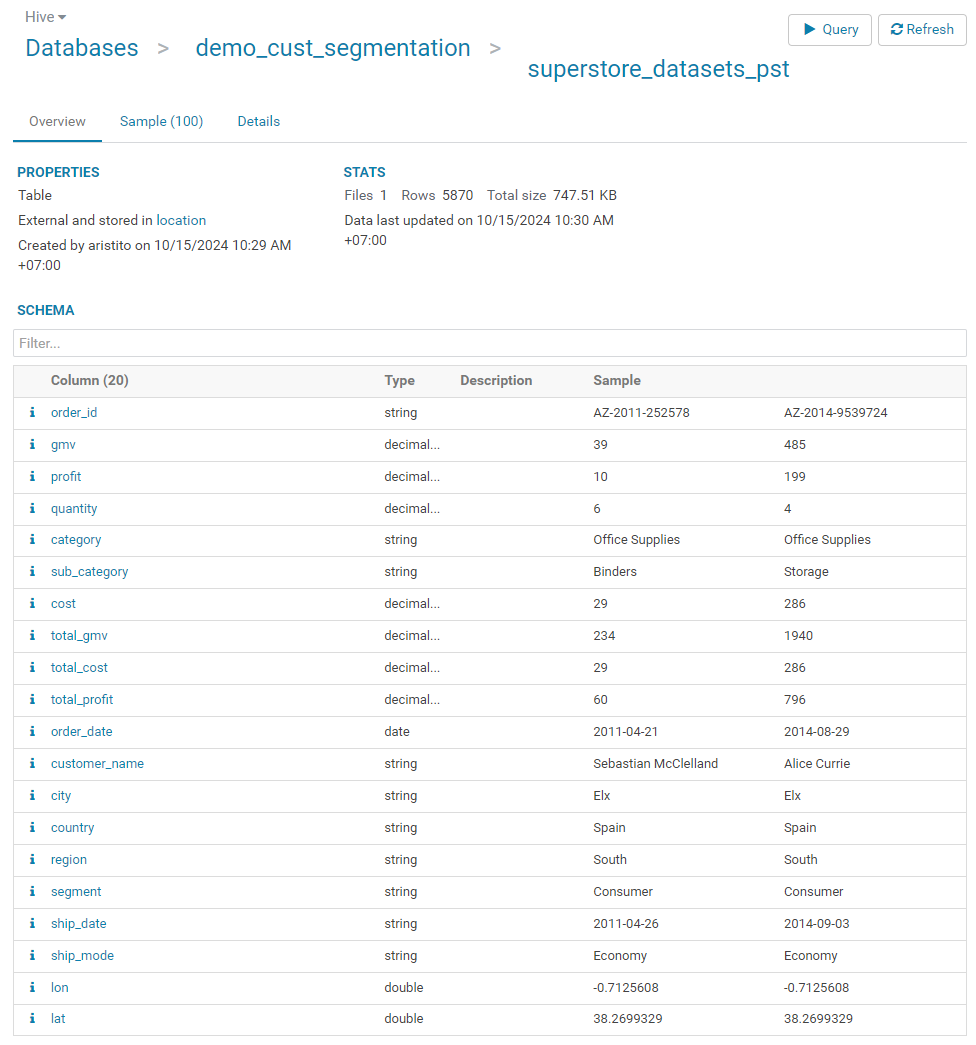 Hive
Databases > demo_cust_segmentation >
superstore_datasets_pst
Query
Refresh
Overview Sample (100) Details
PROPERTIES
Table
External and stored in location
Created by aristito on 10/15/2024 10:29 AM
+07:00
STATS
Files 1 Rows 5870 Total size 747.51 KB
Data last updated on 10/15/2024 10:30 AM
+07:00
SCHEMA
Filter...
Column (20) Type Description Sample
order_id string AZ-2011-252578 AZ-2014-9539724
gmv decimal... 39 485
profit decimal... 10 199
quantity decimal... 6 4
category string Office Supplies Office Supplies
sub_category string Binders Storage
cost decimal... 29 286
total_gmv decimal... 234 1940
total_cost decimal... 29 286
total_profit decimal... 60 796
order_date date 2011-04-21 2014-08-29
customer_name string Sebastian McClelland Alice Currie
city string Elx Elx
country string Spain Spain
region string South South
segment string Consumer Consumer
ship_date string 2011-04-26 2014-09-03
ship_mode string Economy Economy
lon double -0.7125608 -0.7125608
lat double 38.2699329 38.2699329